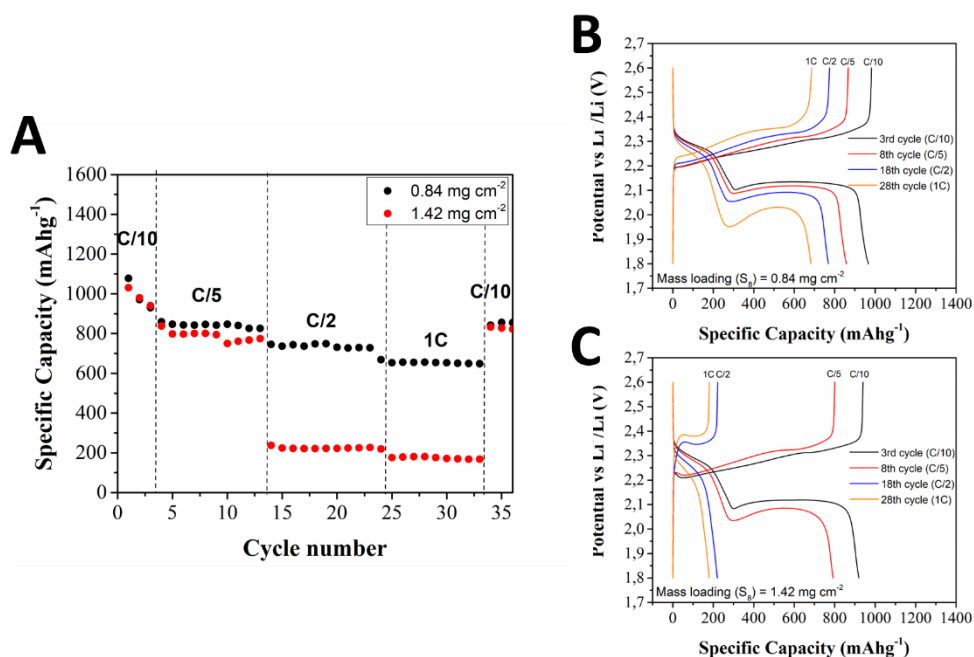 A
Specific Capacity (mAhg⁻¹)
1600
1400
1200
1000
800
600
400
200
0
0 5 10 15 20 25 30 35
Cycle number
0.84 mg cm⁻²
1.42 mg cm⁻²
C/10
C/5
C/2
1C
C/10
B
Potential vs Li /Li (V)
2,7
2,6
2,5
2,4
2,3
2,2
2,1
2,0
1,9
1,8
1,7
1C C/2 C/5 C/10
3rd cycle (C/10)
8th cycle (C/5)
18th cycle (C/2)
28th cycle (1C)
Mass loading (S₈) = 0.84 mg cm⁻²
0 200 400 600 800 1000 1200 1400
Specific Capacity (mAhg⁻¹)
C
Potential vs Li /Li (V)
2,7
2,6
2,5
2,4
2,3
2,2
2,1
2,0
1,9
1,8
1,7
1C C/2 C/5 C/10
3rd cycle (C/10)
8th cycle (C/5)
18th cycle (C/2)
28th cycle (1C)
Mass loading (S₈) = 1.42 mg cm⁻²
0 200 400 600 800 1000 1200 1400
Specific Capacity (mAhg⁻¹)